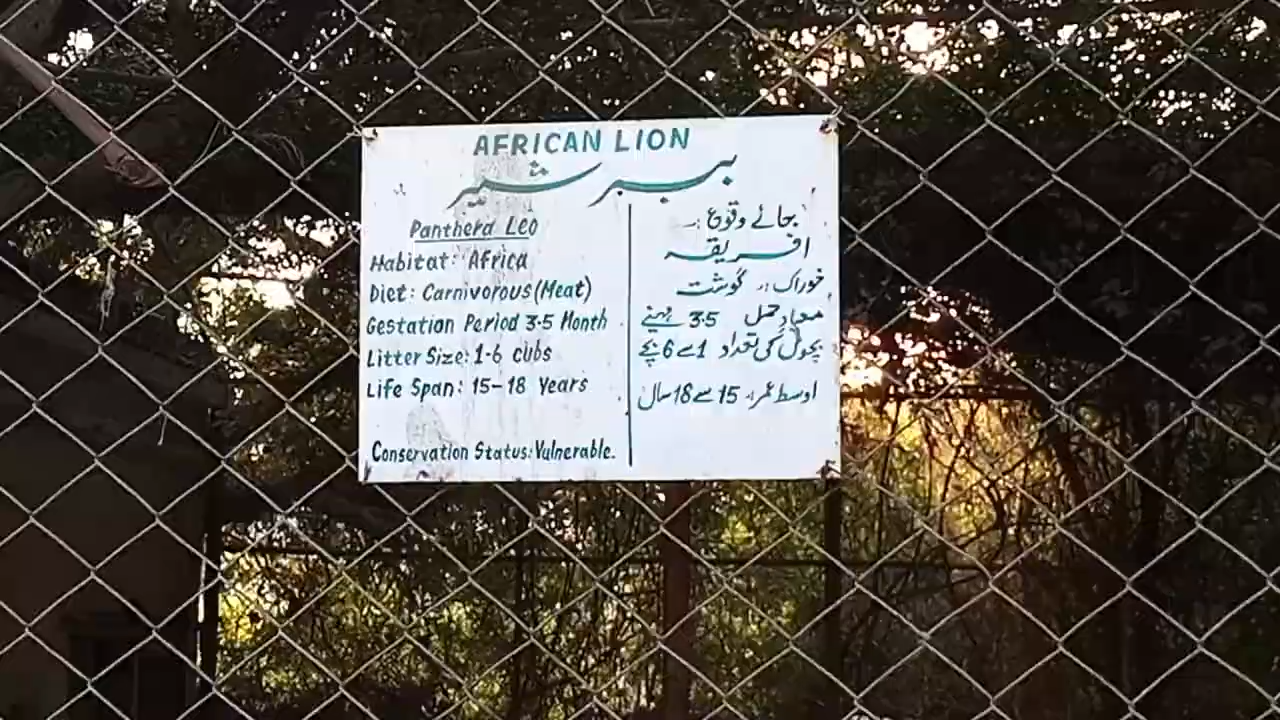 AFRICAN LION
ببر شیر
Panthera Leo
Habitat: Africa
Diet: Carnivorous (Meat)
Gestation Period 3.5 Month
Litter Size: 1-6 cubs
Life Span: 15-18 Years
Conservation Status: Vulnerable.
جائے وقوع :۔
افریقہ
خوراک :۔ گوشت
میعاد حمل 3.5 مہینے
بچوں کی تعداد 1 سے 6 بچے
اوسط عمر :۔ 15 سے 18 سال